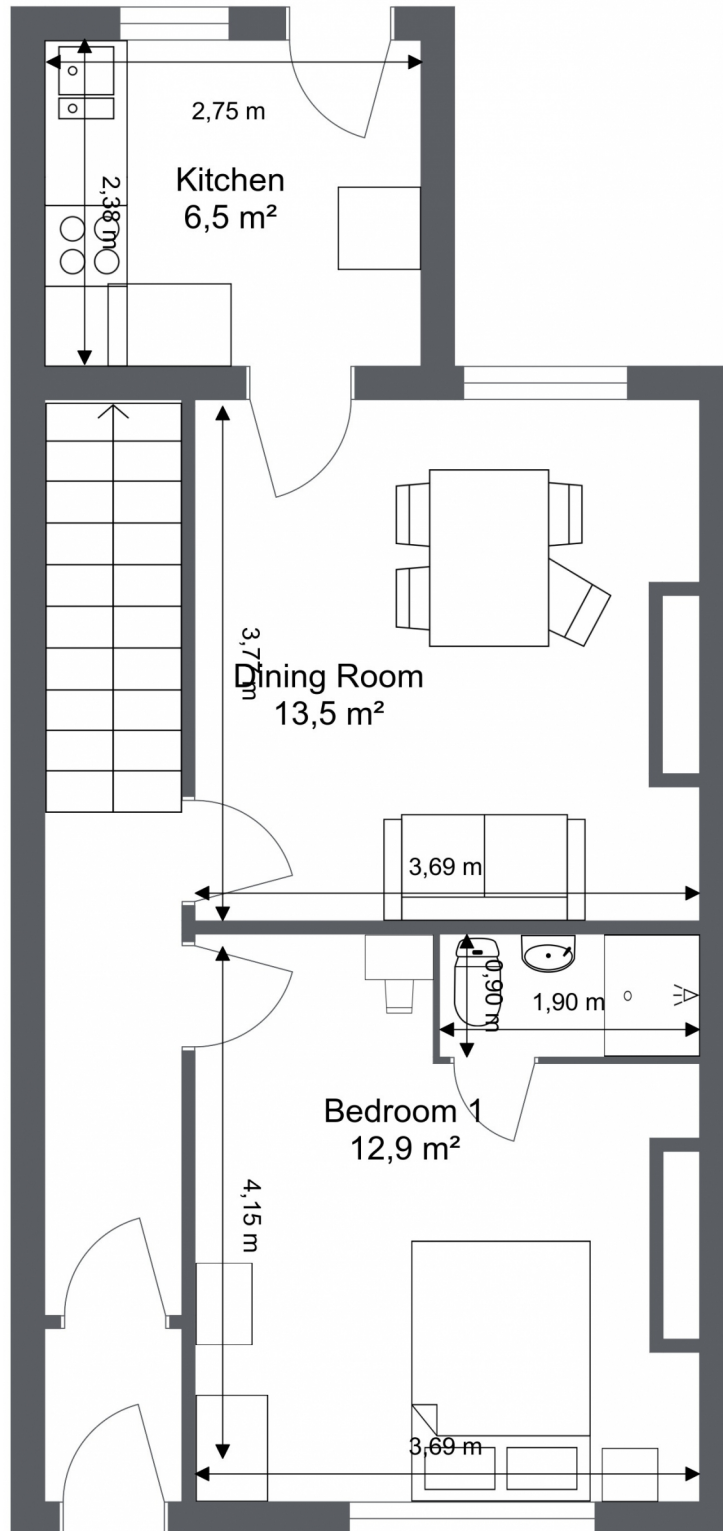 2,75 m
Kitchen
6,5 m²
2,38 m
3,77 m
Dining Room
13,5 m²
3,69 m
0,90 m
1,90 m
Bedroom 1
12,9 m²
4,15 m
3,69 m